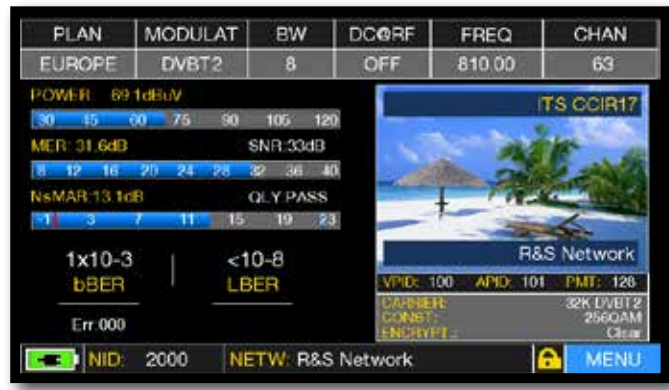 PLAN MODULAT BW DC@RF FREQ CHAN
EUROPE DVBT2 8 OFF 810.00 63
POWER: 69.1dBuV
30 45 60 75 90 105 120
MER: 31.6dB SNR:33dB
8 12 16 20 24 28 32 36 40
NsMAR:13.1dB QLY:PASS
-1 3 7 11 15 19 23
1x10-3 <10-8
bBER LBER
Err:000
ITS CCIR17
R&S Network
VPID: 100 APID: 101 PMT: 128
CARRIER: 32K DVBT2
CONST: 256QAM
ENCRYPT.: Clear
NID: 2000 NETW: R&S Network MENU